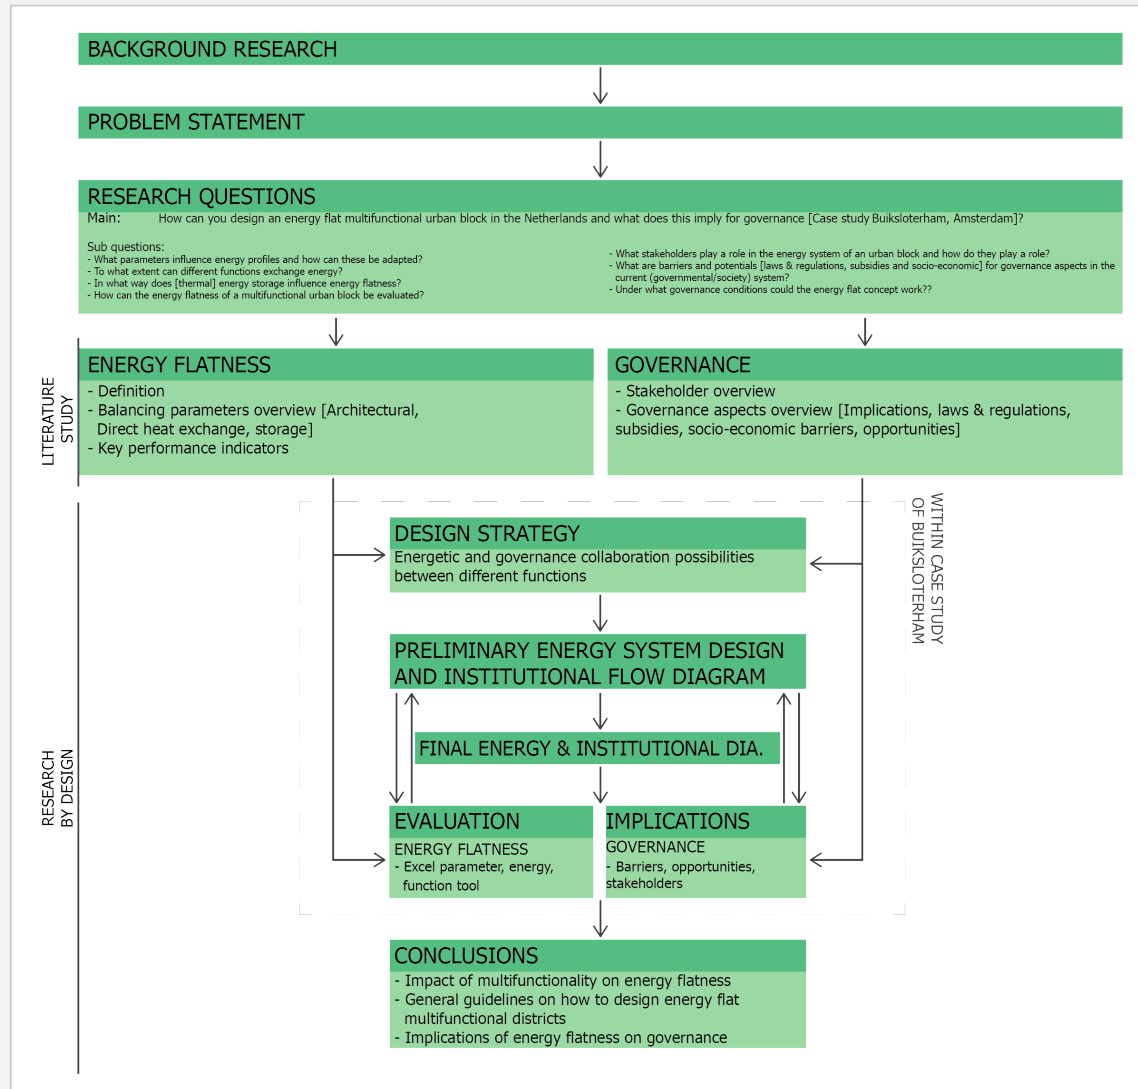 BACKGROUND RESEARCH
PROBLEM STATEMENT
RESEARCH QUESTIONS
Main: How can you design an energy flat multifunctional urban block in the Netherlands and what does this imply for governance [Case study Buiksloterham, Amsterdam]?
Sub questions:
- What parameters influence energy profiles and how can these be adapted?
- To what extent can different functions exchange energy?
- In what way does [thermal] energy storage influence energy flatness?
- How can the energy flatness of a multifunctional urban block be evaluated?
- What stakeholders play a role in the energy system of an urban block and how do they play a role?
- What are barriers and potentials [laws & regulations, subsidies and socio-economic] for governance aspects in the
current (governmental/society) system?
- Under what governance conditions could the energy flat concept work??
LITERATURE
STUDY
ENERGY FLATNESS
- Definition
- Balancing parameters overview [Architectural,
Direct heat exchange, storage]
- Key performance indicators
GOVERNANCE
- Stakeholder overview
- Governance aspects overview [Implications, laws & regulations,
subsidies, socio-economic barriers, opportunities]
RESEARCH
BY DESIGN
WITHIN CASE STUDY
OF BUIKSLOTERHAM
DESIGN STRATEGY
Energetic and governance collaboration possibilities
between different functions
PRELIMINARY ENERGY SYSTEM DESIGN
AND INSTITUTIONAL FLOW DIAGRAM
FINAL ENERGY & INSTITUTIONAL DIA.
EVALUATION
ENERGY FLATNESS
- Excel parameter, energy,
function tool
IMPLICATIONS
GOVERNANCE
- Barriers, opportunities,
stakeholders
CONCLUSIONS
- Impact of multifunctionality on energy flatness
- General guidelines on how to design energy flat
multifunctional districts
- Implications of energy flatness on governance